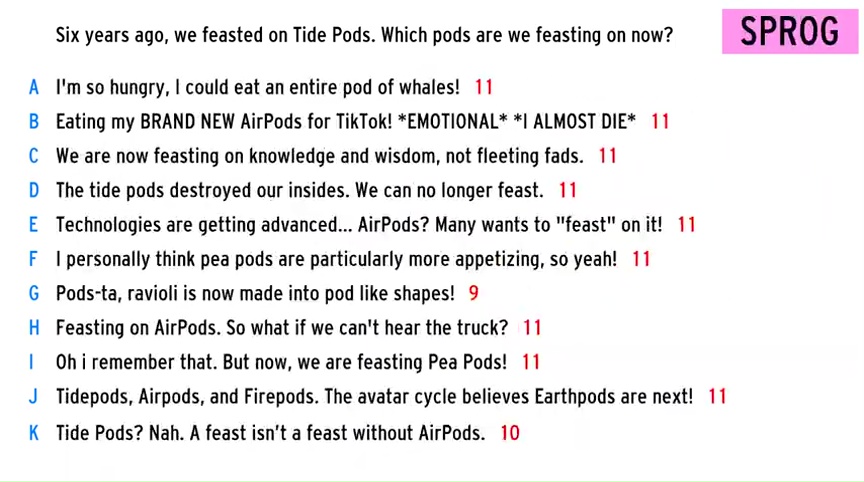 Six years ago, we feasted on Tide Pods. Which pods are we feasting on now?
SPROG
A I'm so hungry, I could eat an entire pod of whales! 11
B Eating my BRAND NEW AirPods for TikTok! *EMOTIONAL* *I ALMOST DIE* 11
C We are now feasting on knowledge and wisdom, not fleeting fads. 11
D The tide pods destroyed our insides. We can no longer feast. 11
E Technologies are getting advanced... AirPods? Many wants to "feast" on it! 11
F I personally think pea pods are particularly more appetizing, so yeah! 11
G Pods-ta, ravioli is now made into pod like shapes! 9
H Feasting on AirPods. So what if we can't hear the truck? 11
I Oh i remember that. But now, we are feasting Pea Pods! 11
J Tidepods, Airpods, and Firepods. The avatar cycle believes Earthpods are next! 11
K Tide Pods? Nah. A feast isn't a feast without AirPods. 10